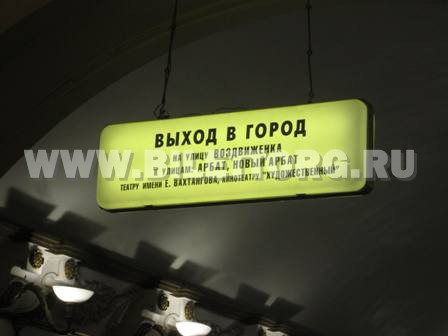 ВЫХОД В ГОРОД
НА УЛИЦУ ВОЗДВИЖЕНКА
К УЛИЦАМ: АРБАТ, НОВЫЙ АРБАТ
ТЕАТРУ ИМЕНИ Е. ВАХТАНГОВА, КИНОТЕАТРУ "ХУДОЖЕСТВЕННЫЙ"